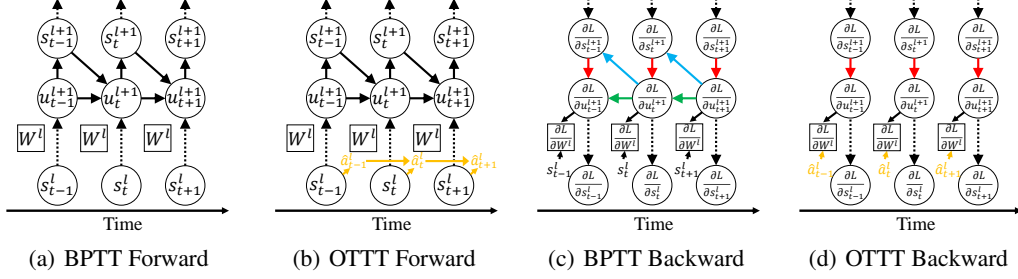 s_{t-1}^{l+1} s_t^{l+1} s_{t+1}^{l+1}
u_{t-1}^{l+1} u_t^{l+1} u_{t+1}^{l+1}
W^l W^l W^l
s_{t-1}^l s_t^l s_{t+1}^l
Time
(a) BPTT Forward
s_{t-1}^{l+1} s_t^{l+1} s_{t+1}^{l+1}
u_{t-1}^{l+1} u_t^{l+1} u_{t+1}^{l+1}
W^l W^l W^l
â_{t-1}^l â_t^l â_{t+1}^l
s_{t-1}^l s_t^l s_{t+1}^l
Time
(b) OTTT Forward
∂L/∂s_{t-1}^{l+1} ∂L/∂s_t^{l+1} ∂L/∂s_{t+1}^{l+1}
∂L/∂u_{t-1}^{l+1} ∂L/∂u_t^{l+1} ∂L/∂u_{t+1}^{l+1}
∂L/∂W^l ∂L/∂W^l ∂L/∂W^l
s_{t-1}^l s_t^l s_{t+1}^l
∂L/∂s_{t-1}^l ∂L/∂s_t^l ∂L/∂s_{t+1}^l
Time
(c) BPTT Backward
∂L/∂s_{t-1}^{l+1} ∂L/∂s_t^{l+1} ∂L/∂s_{t+1}^{l+1}
∂L/∂u_{t-1}^{l+1} ∂L/∂u_t^{l+1} ∂L/∂u_{t+1}^{l+1}
∂L/∂W^l ∂L/∂W^l ∂L/∂W^l
â_{t-1}^l â_t^l â_{t+1}^l
∂L/∂s_{t-1}^l ∂L/∂s_t^l ∂L/∂s_{t+1}^l
Time
(d) OTTT Backward